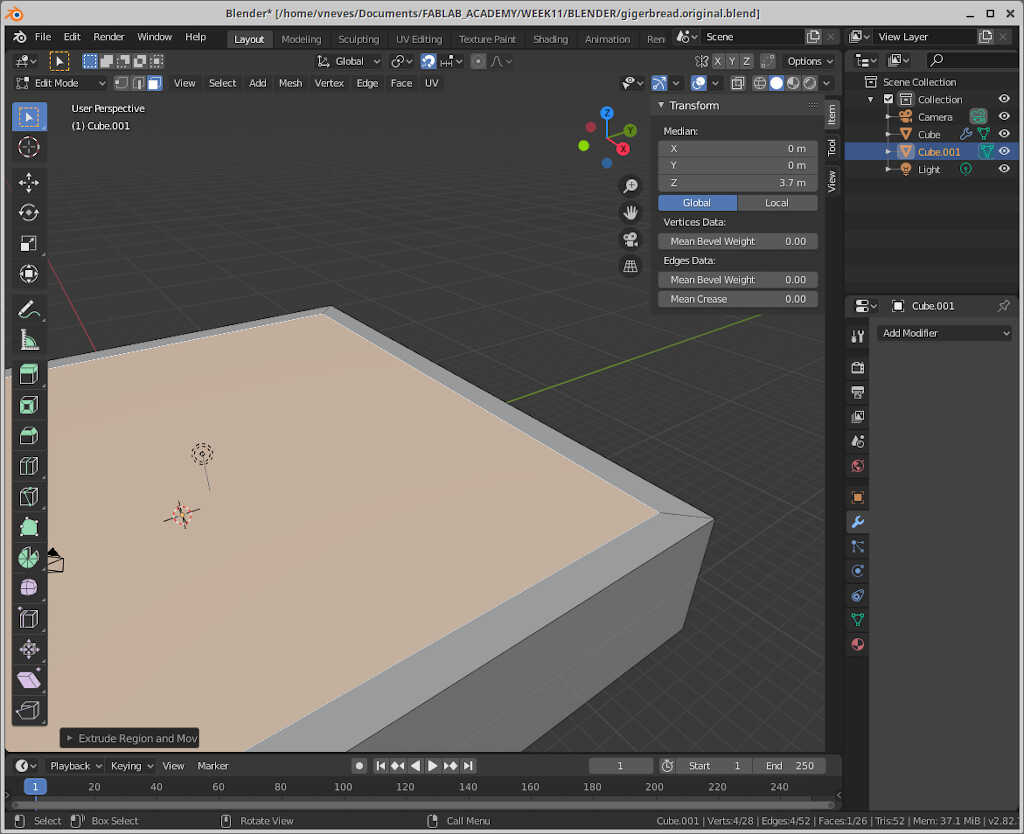 Blender* [/home/vneves/Documents/FABLAB_ACADEMY/WEEK11/BLENDER/gigerbread.original.blend]
File Edit Render Window Help Layout Modeling Sculpting UV Editing Texture Paint Shading Animation Ren Scene View Layer
Global X Y Z Options
Edit Mode View Select Add Mesh Vertex Edge Face UV
User Perspective
(1) Cube.001
Z
Y
X
Transform
Median:
X 0 m
Y 0 m
Z 3.7 m
Global Local
Vertices Data:
Mean Bevel Weight 0.00
Edges Data:
Mean Bevel Weight 0.00
Mean Crease 0.00
Item
Tool
View
Scene Collection
Collection
Camera
Cube
Cube.001
Light
Cube.001
Add Modifier
Extrude Region and Mov
Playback Keying View Marker 1 Start 1 End 250
1 20 40 60 80 100 120 140 160 180 200 220 240
Select Box Select Rotate View Call Menu Cube.001 | Verts:4/28 | Edges:4/52 | Faces:1/26 | Tris:52 | Mem: 37.1 MiB | v2.82.